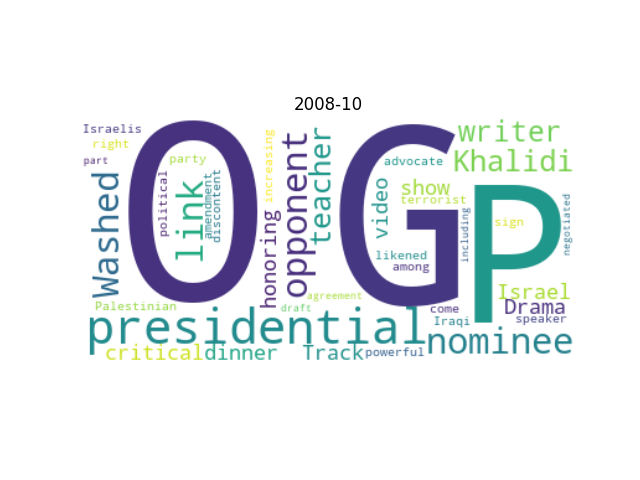 2008-10
Israelis
right
part
party
increasing
opponent
teacher
writer
Khalidi
advocate
O
G
P
political
link
amendment
discontent
Washed
honoring
video
show
terrorist
including
sign
negotiated
likened
among
Palestinian
draft
agreement
come
Iraqi
Israel
Drama
speaker
presidential
nominee
critical
dinner
Track
powerful